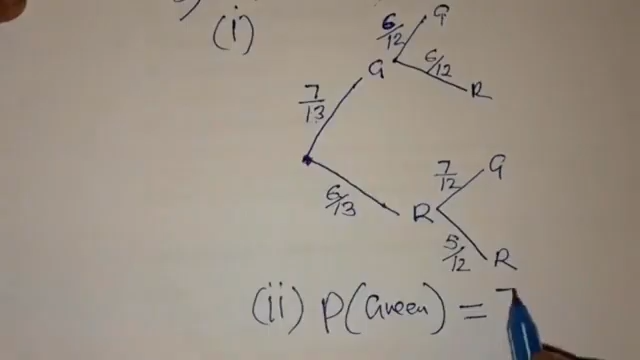 (i)
6/12 G
6/12 R
7/13 G
6/13 R
7/12 G
5/12 R
(ii) P(Green) =